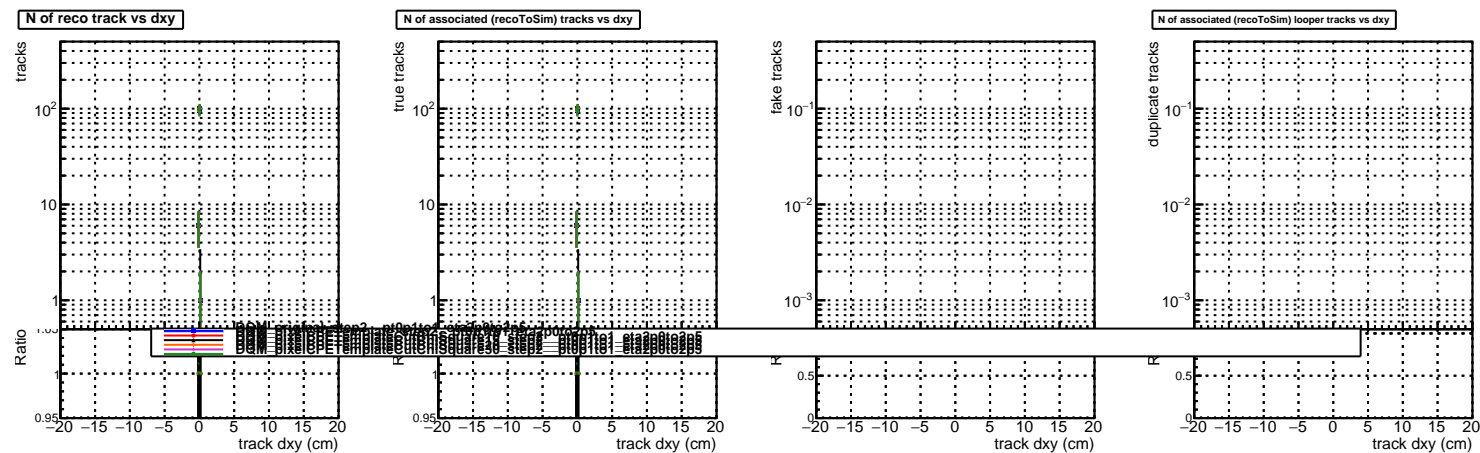 N of reco track vs dxy
N of associated (recoToSim) tracks vs dxy
N of associated (recoToSim) looper tracks vs dxy
tracks
10²
10
1
Ratio
1
0.95
−20 −15 −10 −5 0 5 10 15 20
track dxy (cm)
true tracks
10²
10
1
0.95
−20 −15 −10 −5 0 5 10 15 20
track dxy (cm)
fake tracks
10⁻¹
10⁻²
10⁻³
0.5
0
−20 −15 −10 −5 0 5 10 15 20
track dxy (cm)
duplicate tracks
10⁻¹
10⁻²
10⁻³
0.5
0
−20 −15 −10 −5 0 5 10 15 20
track dxy (cm)